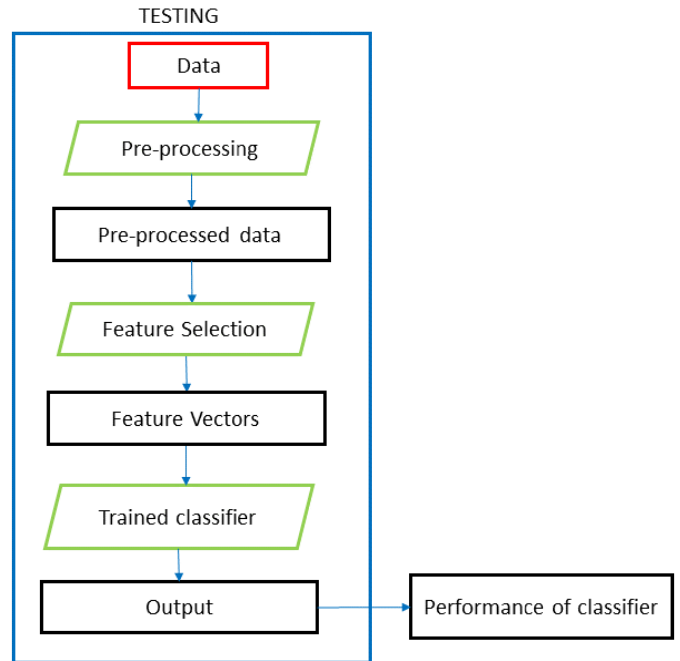 TESTING
Data
Pre-processing
Pre-processed data
Feature Selection
Feature Vectors
Trained classifier
Output
Performance of classifier